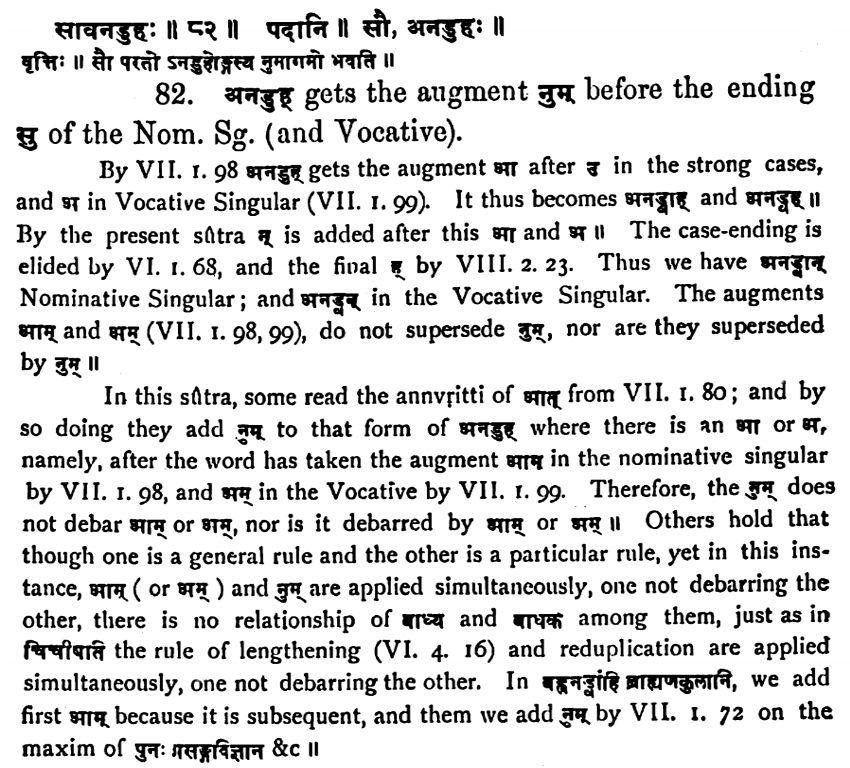 सावनडुहः ॥ ८२ ॥ पदानि ॥ सौ, अनडुहः ॥
वृत्तिः ॥ सौ परतो ऽनडुहोङ्गस्य नुमागमो भवति ॥
82. अनडुह् gets the augment नुम् before the ending
सु of the Nom. Sg. (and Vocative).
By VII. 1. 98 अनडुह् gets the augment आ after उ in the strong cases,
and अ in Vocative Singular (VII. 1. 99). It thus becomes अनड्वाह् and अनड्वह् ॥
By the present sûtra न् is added after this आ and अ ॥ The case-ending is
elided by VI. 1. 68, and the final ह् by VIII. 2. 23. Thus we have अनड्वान्
Nominative Singular; and अनड्वन् in the Vocative Singular. The augments
आम् and अम् (VII. 1. 98, 99), do not supersede नुम्, nor are they superseded
by नुम् ॥
In this sûtra, some read the annvṛitti of आत् from VII. 1. 80; and by
so doing they add नुम् to that form of अनडुह् where there is an आ or अ,
namely, after the word has taken the augment आम् in the nominative singular
by VII. 1. 98, and अम् in the Vocative by VII. 1. 99. Therefore, the नुम् does
not debar आम् or अम्, nor is it debarred by आम् or अम् ॥ Others hold that
though one is a general rule and the other is a particular rule, yet in this ins-
tance, आम् ( or अम् ) and नुम् are applied simultaneously, one not debarring the
other, there is no relationship of बाध्य and बाधक among them, just as in
चिचीषति the rule of lengthening (VI. 4. 16) and reduplication are applied
simultaneously, one not debarring the other. In बह्वनड्वांहि ब्राह्मणकुलानि, we add
first आम् because it is subsequent, and them we add नुम् by VII. 1. 72 on the
maxim of पुनः प्रसङ्गविज्ञान &c ॥